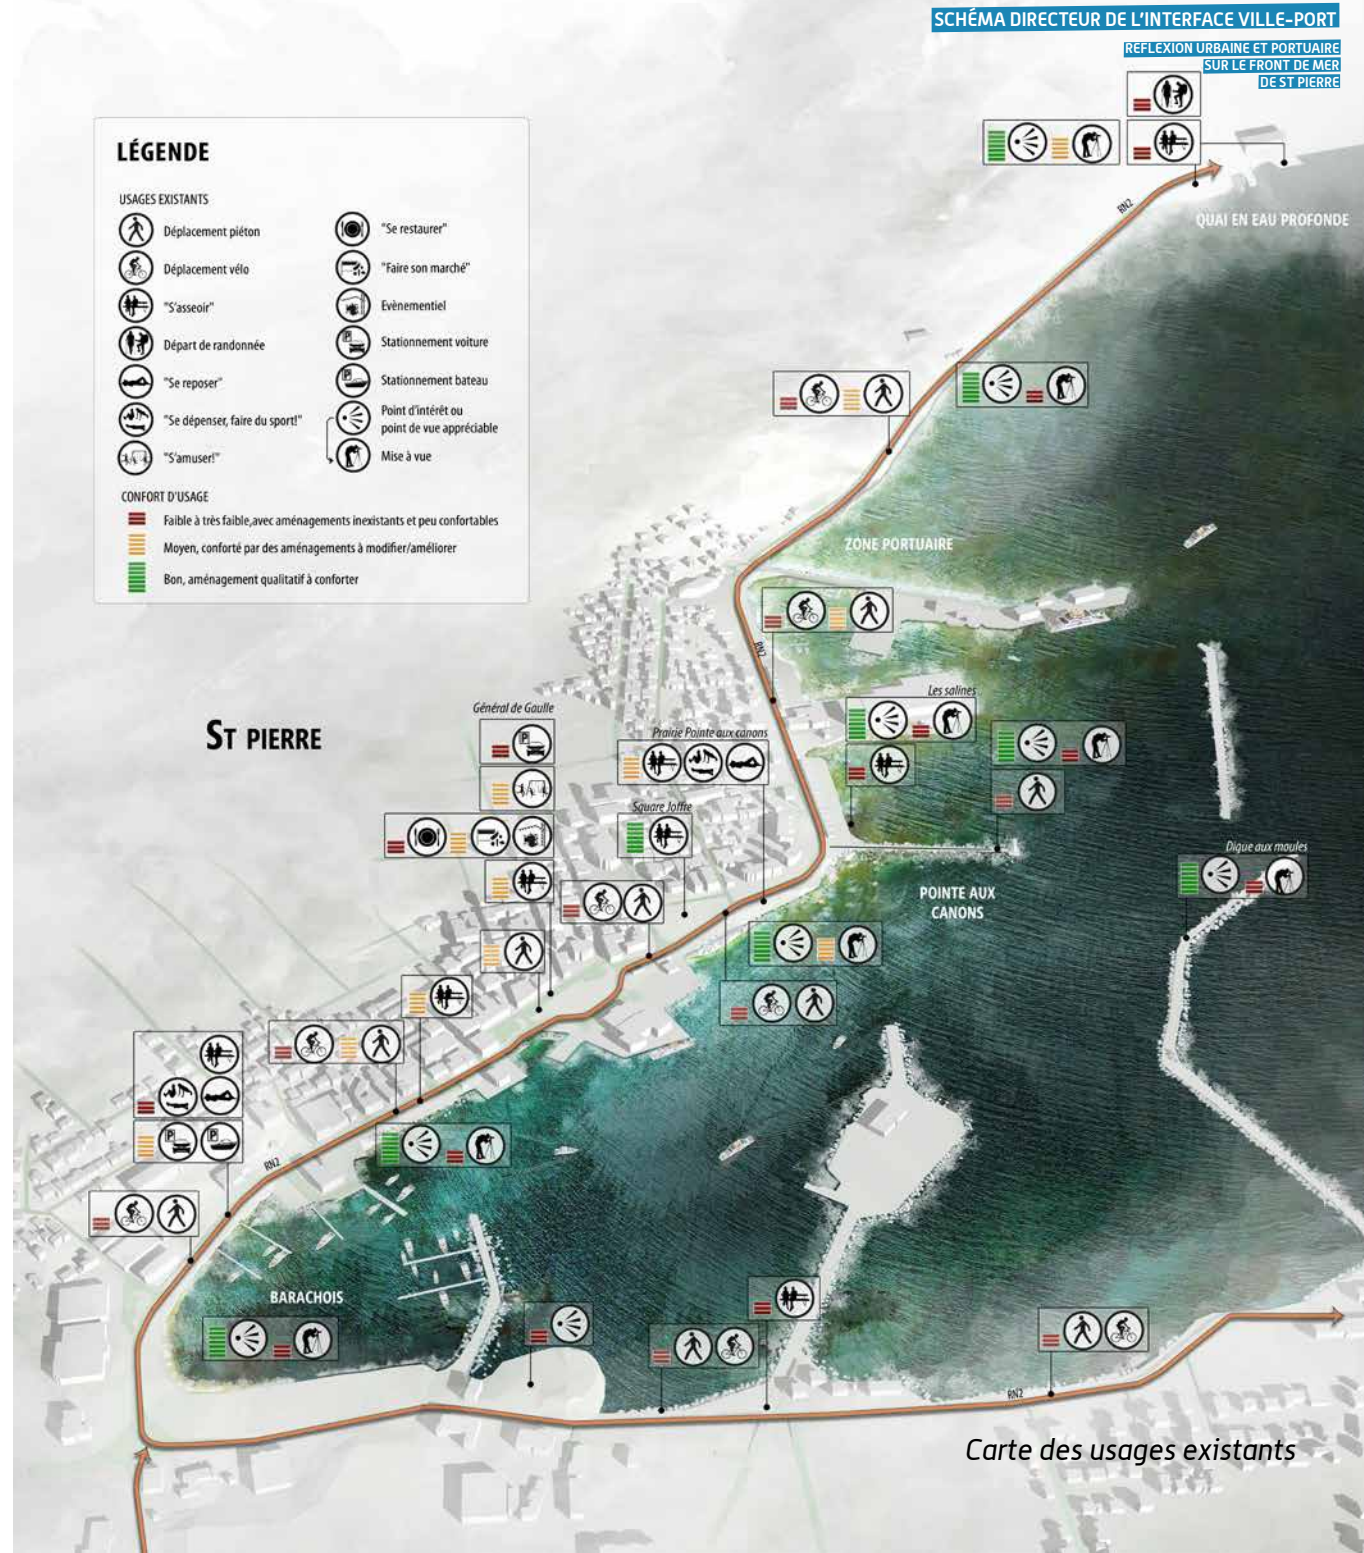 SCHÉMA DIRECTEUR DE L'INTERFACE VILLE-PORT
REFLEXION URBAINE ET PORTUAIRE
SUR LE FRONT DE MER
DE ST PIERRE
LÉGENDE
USAGES EXISTANTS
Déplacement piéton
Déplacement vélo
"S'asseoir"
Départ de randonnée
"Se reposer"
"Se dépenser, faire du sport!"
"S'amuser!"
"Se restaurer"
"Faire son marché"
Evènementiel
Stationnement voiture
Stationnement bateau
Point d'intérêt ou
point de vue appréciable
Mise à vue
CONFORT D'USAGE
Faible à très faible,avec aménagements inexistants et peu confortables
Moyen, conforté par des aménagements à modifier/améliorer
Bon, aménagement qualitatif à conforter
RN2
QUAI EN EAU PROFONDE
ZONE PORTUAIRE
RN2
Les salines
Général de Gaulle
ST PIERRE
Prairie Pointe aux canons
Square Joffre
Digue aux moules
POINTE AUX
CANONS
RN2
BARACHOIS
RN2
Carte des usages existants
P
P
P
P
P